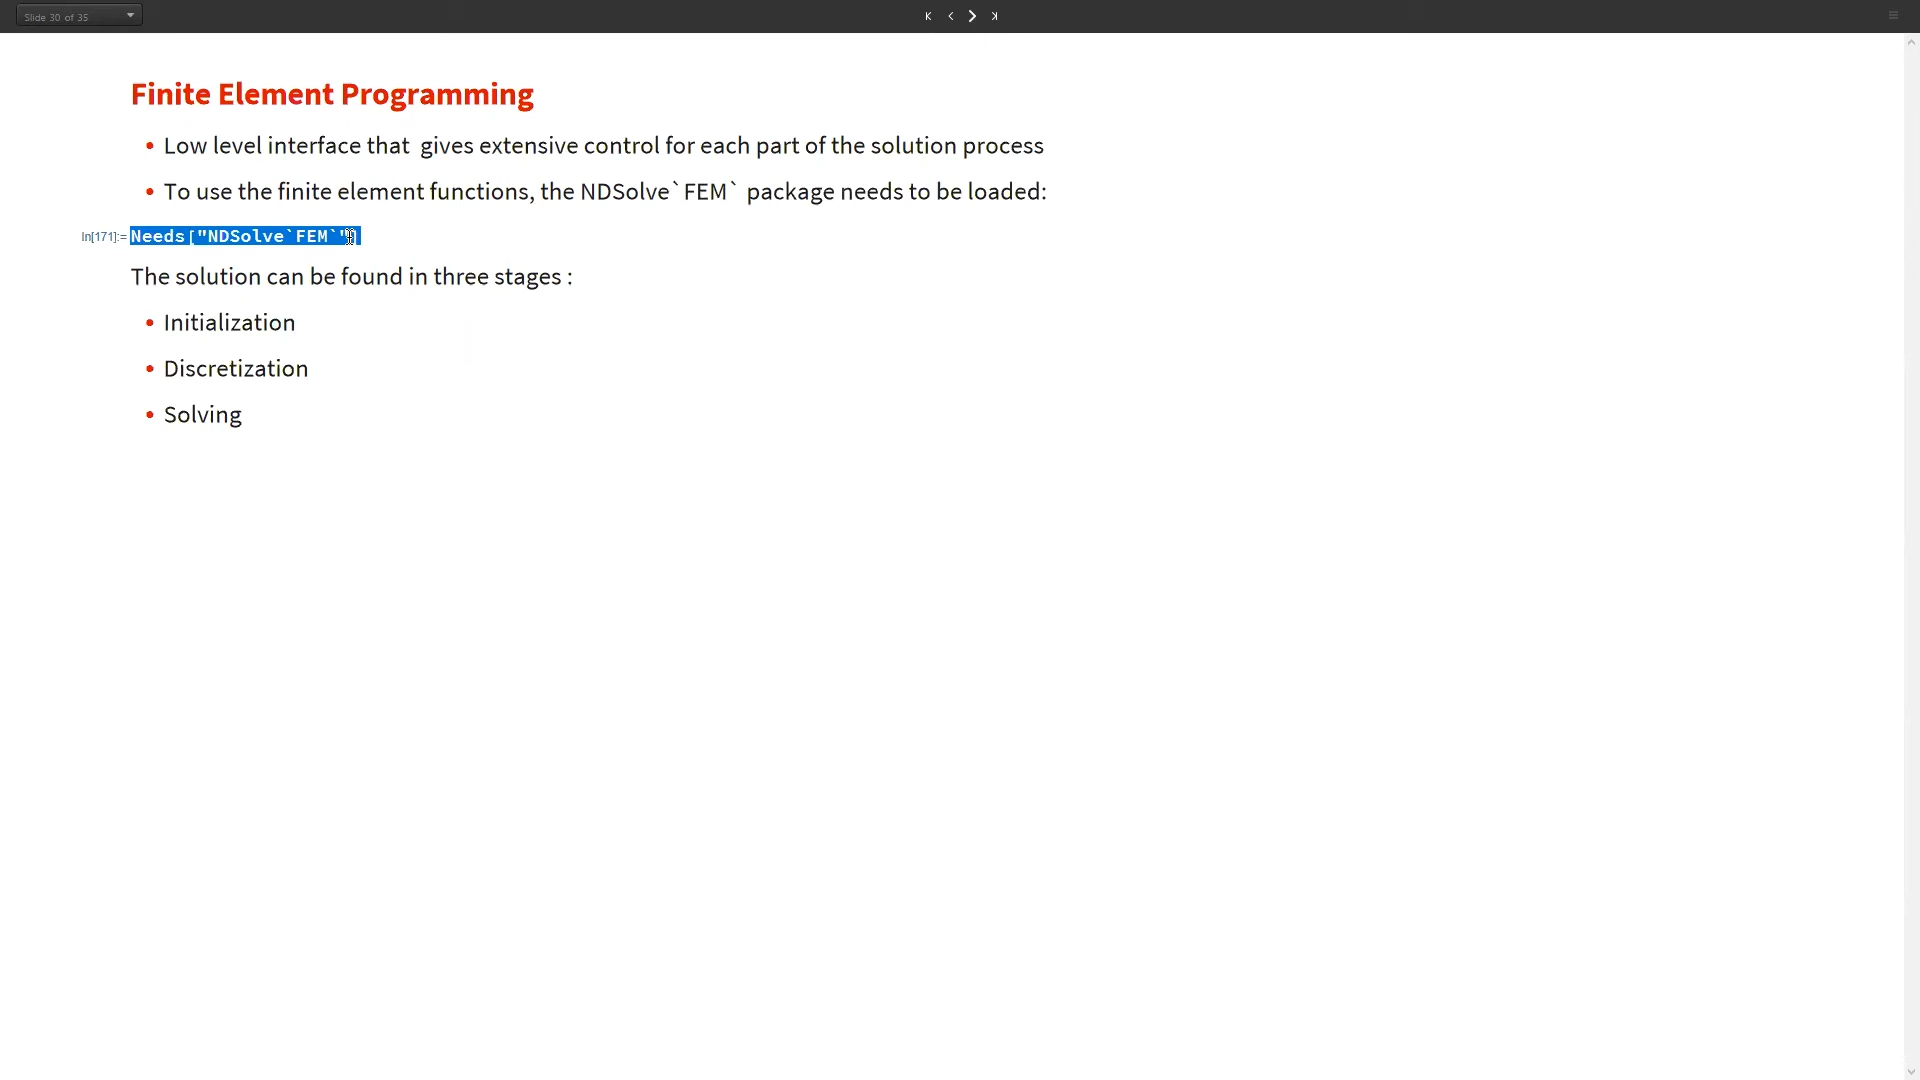 Slide 30 of 35
Finite Element Programming
• Low level interface that  gives extensive control for each part of the solution process
• To use the finite element functions, the NDSolve`FEM` package needs to be loaded:
In[171]:= Needs["NDSolve`FEM`"]
The solution can be found in three stages :
• Initialization
• Discretization
• Solving